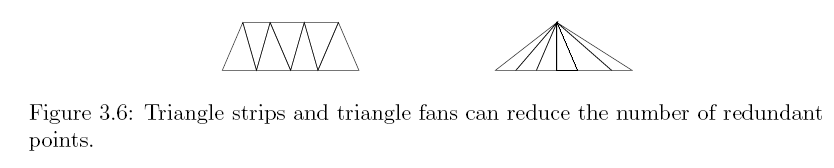 Figure 3.6: Triangle strips and triangle fans can reduce the number of redundant
points.